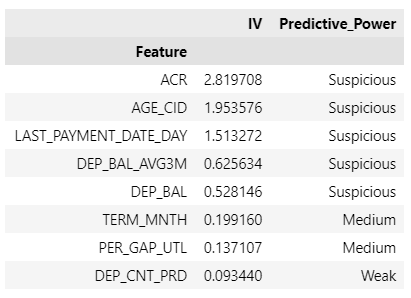 IV Predictive_Power
Feature
ACR 2.819708 Suspicious
AGE_CID 1.953576 Suspicious
LAST_PAYMENT_DATE_DAY 1.513272 Suspicious
DEP_BAL_AVG3M 0.625634 Suspicious
DEP_BAL 0.528146 Suspicious
TERM_MNTH 0.199160 Medium
PER_GAP_UTL 0.137107 Medium
DEP_CNT_PRD 0.093440 Weak